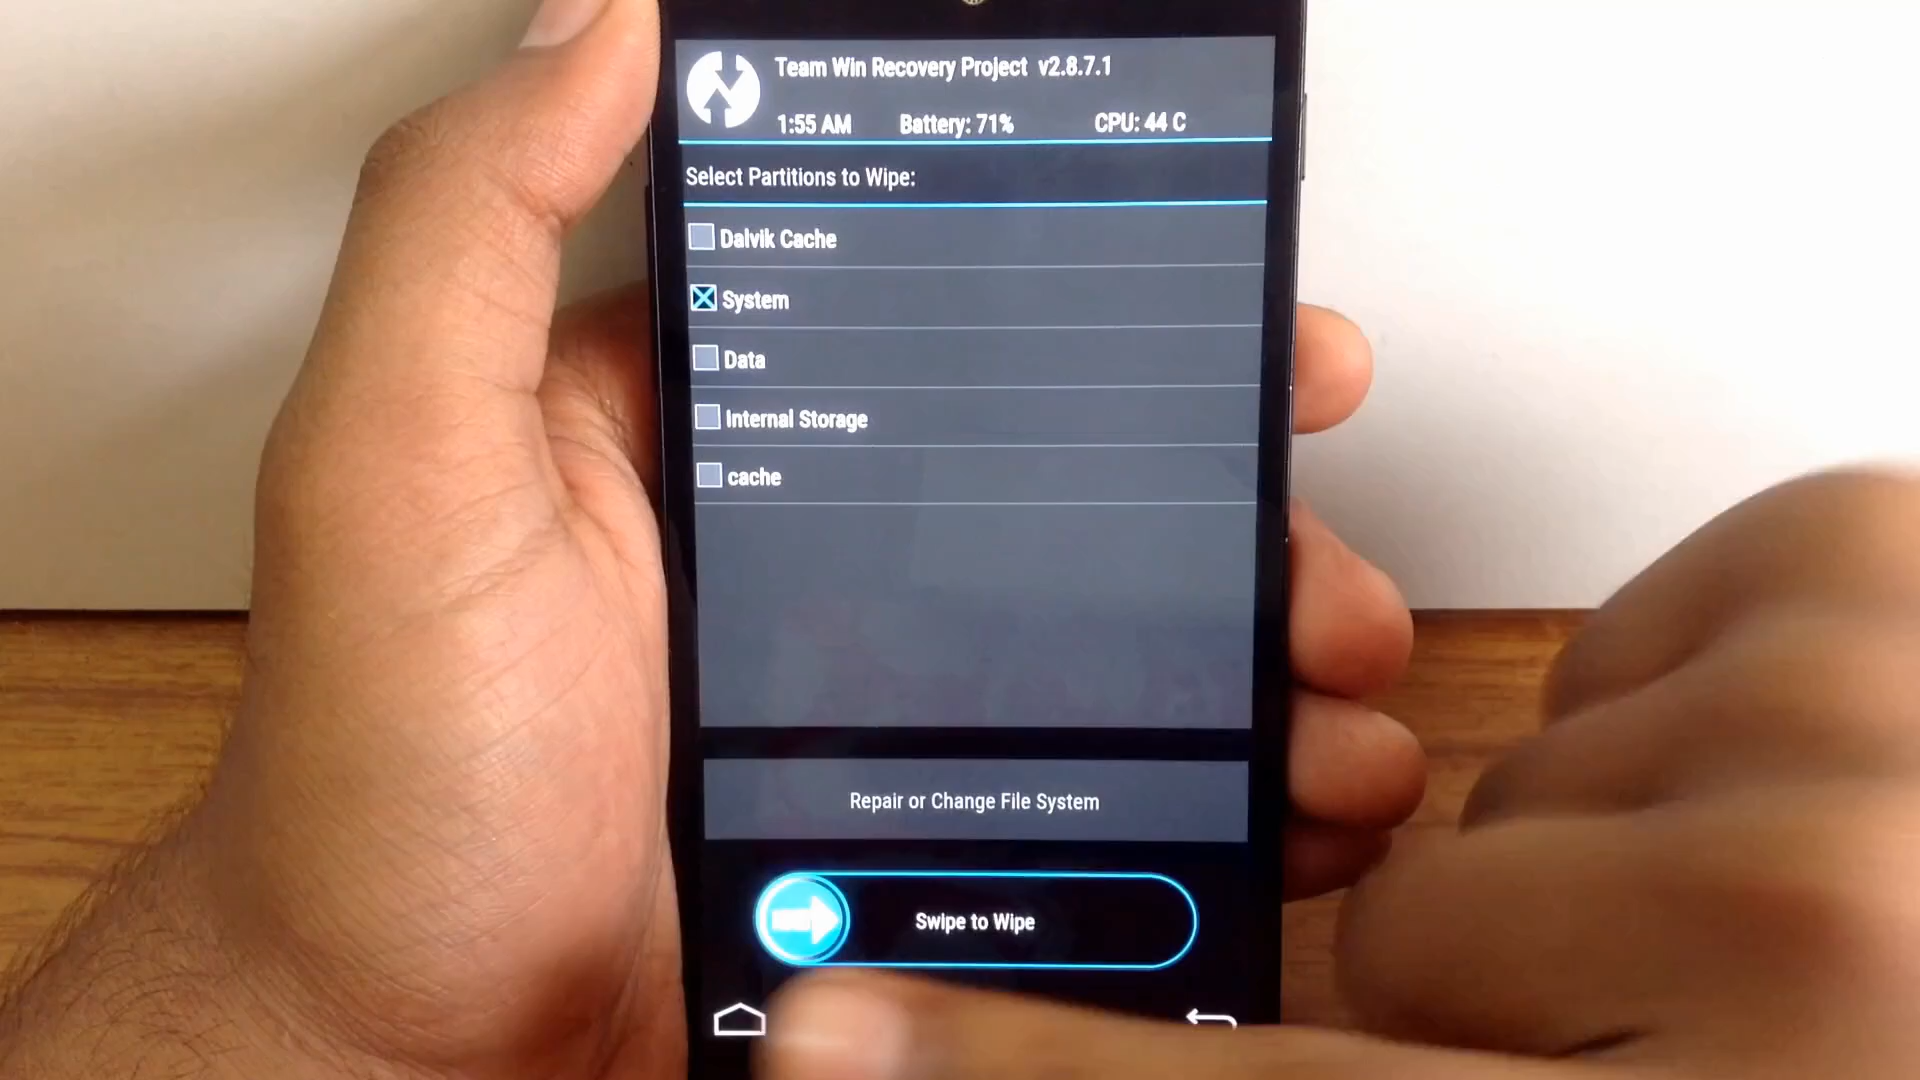 Team Win Recovery Project v2.8.7.1
1:55 AM Battery: 71% CPU: 44 C
Select Partitions to Wipe:
Dalvik Cache
System
Data
Internal Storage
cache
Repair or Change File System
Swipe to Wipe